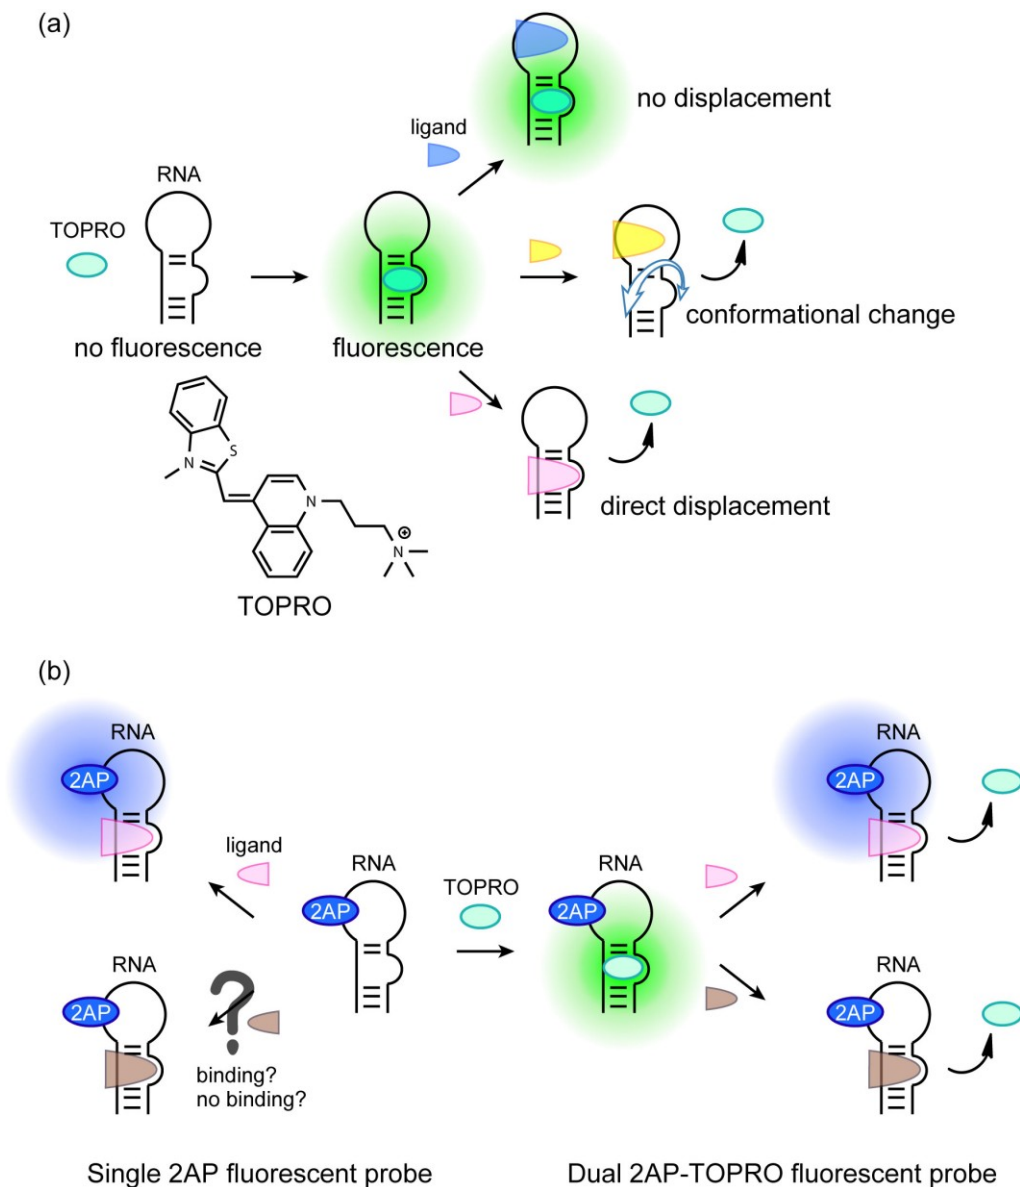 (a)
no displacement
ligand
RNA
TOPRO
conformational change
no fluorescence
fluorescence
S
N
N
direct displacement
N
⊕
TOPRO
(b)
RNA
RNA
2AP
2AP
ligand
RNA
TOPRO
RNA
2AP
2AP
RNA
RNA
2AP
?
2AP
binding?
no binding?
Single 2AP fluorescent probe
Dual 2AP-TOPRO fluorescent probe